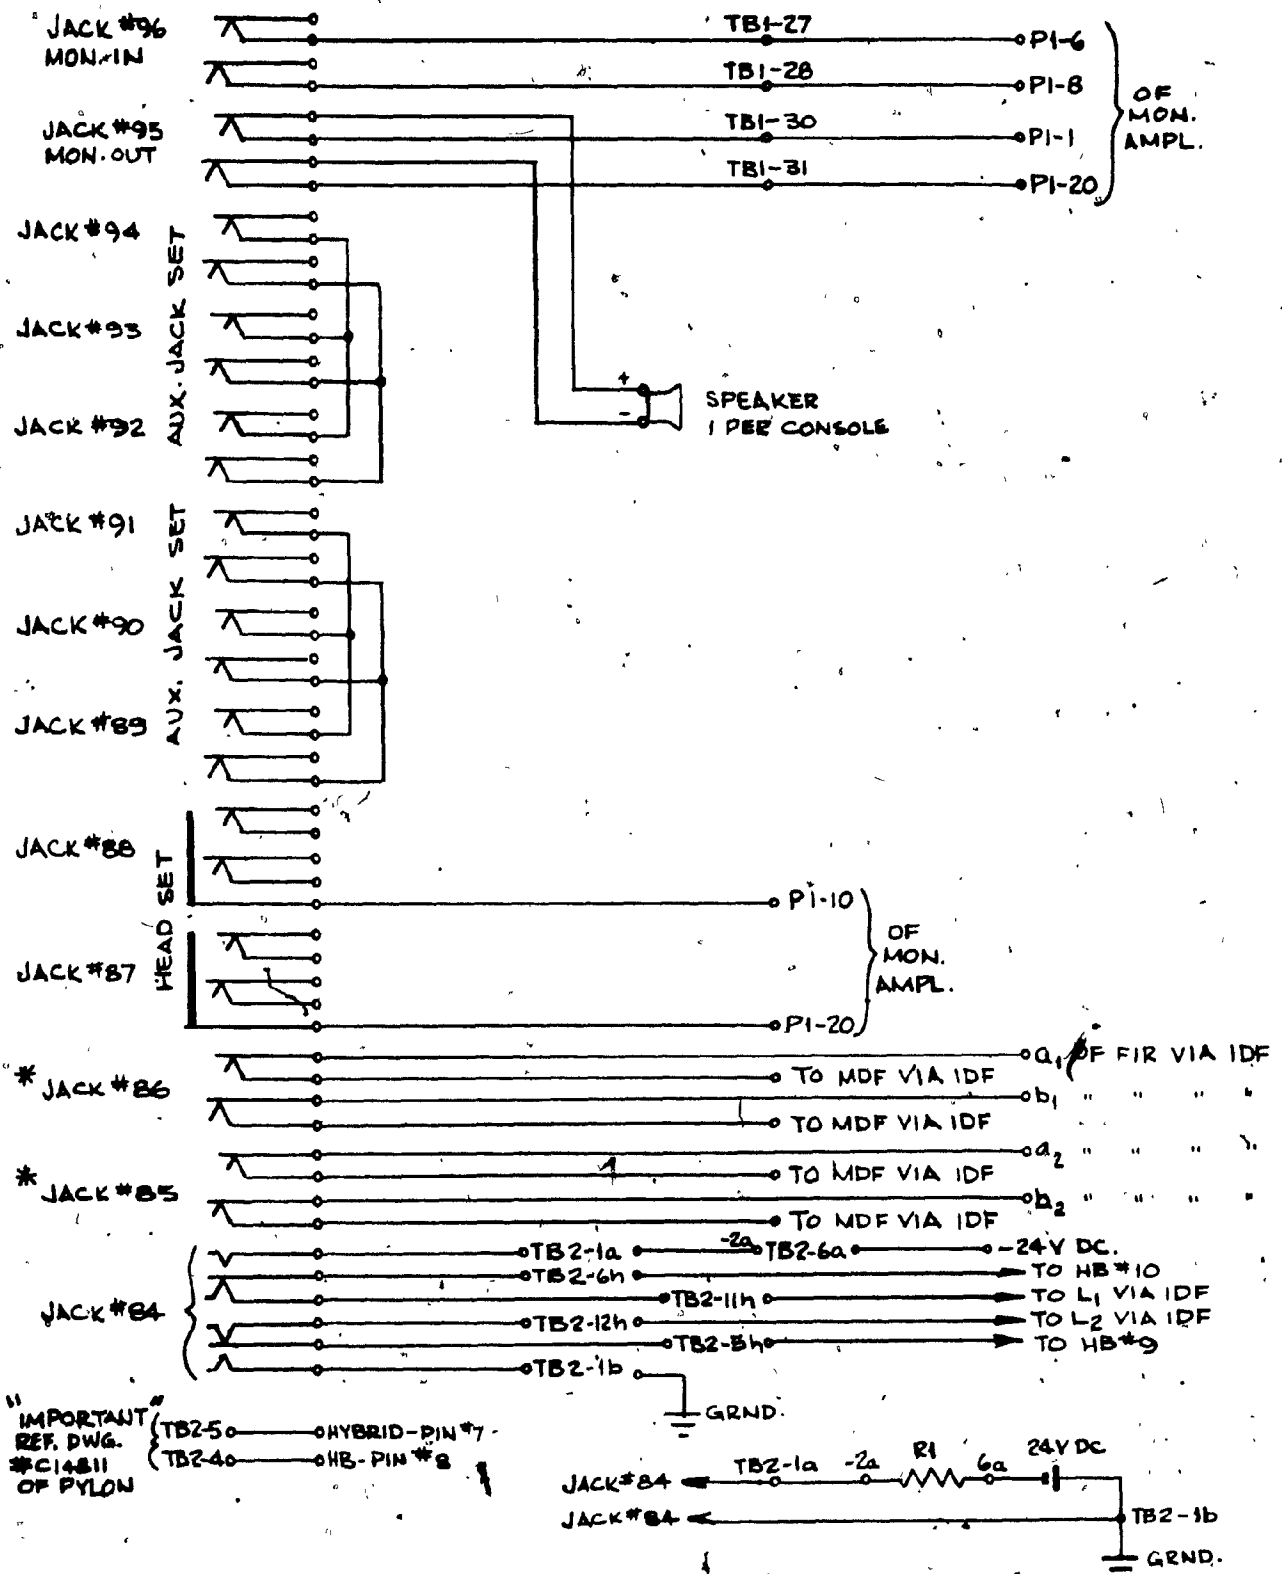 JACK #96
MON-IN
TB1-27
P1-6
TB1-28
P1-8
OF
MON.
AMPL.
JACK #95
MON. OUT
TB1-30
P1-1
TB1-31
P1-20
JACK #94
AUX. JACK SET
JACK #93
+
-
SPEAKER
1 PER CONSOLE
JACK #92
JACK #91
AUX. JACK SET
JACK #90
JACK #89
JACK #88
HEAD SET
P1-10
OF
MON.
AMPL.
JACK #87
P1-20
* JACK #86
a1 OF FIR VIA IDF
TO MDF VIA IDF
b1 " " " "
TO MDF VIA IDF
* JACK #85
a2 " " " "
TO MDF VIA IDF
b2 " " " "
TO MDF VIA IDF
JACK #84
TB2-1a -2a TB2-6a -24V DC.
TB2-6h TO HB #10
TB2-11h TO L1 VIA IDF
TB2-12h TO L2 VIA IDF
TB2-5h TO HB #9
TB2-1b
GRND.
"IMPORTANT"
REF. DWG.
#C14811
OF PYLON
TB2-5 HYBRID-PIN #7
TB2-4 HB-PIN #8
JACK #84 TB2-1a -2a R1 6a 24V DC
JACK #84 TB2-1b
GRND.